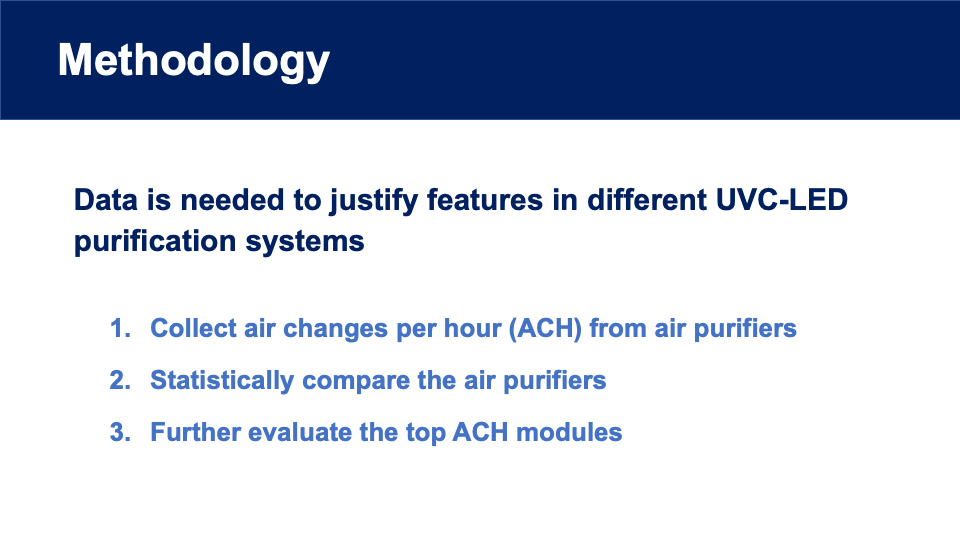 Methodology
Data is needed to justify features in different UVC-LED
purification systems
1. Collect air changes per hour (ACH) from air purifiers
2. Statistically compare the air purifiers
3. Further evaluate the top ACH modules